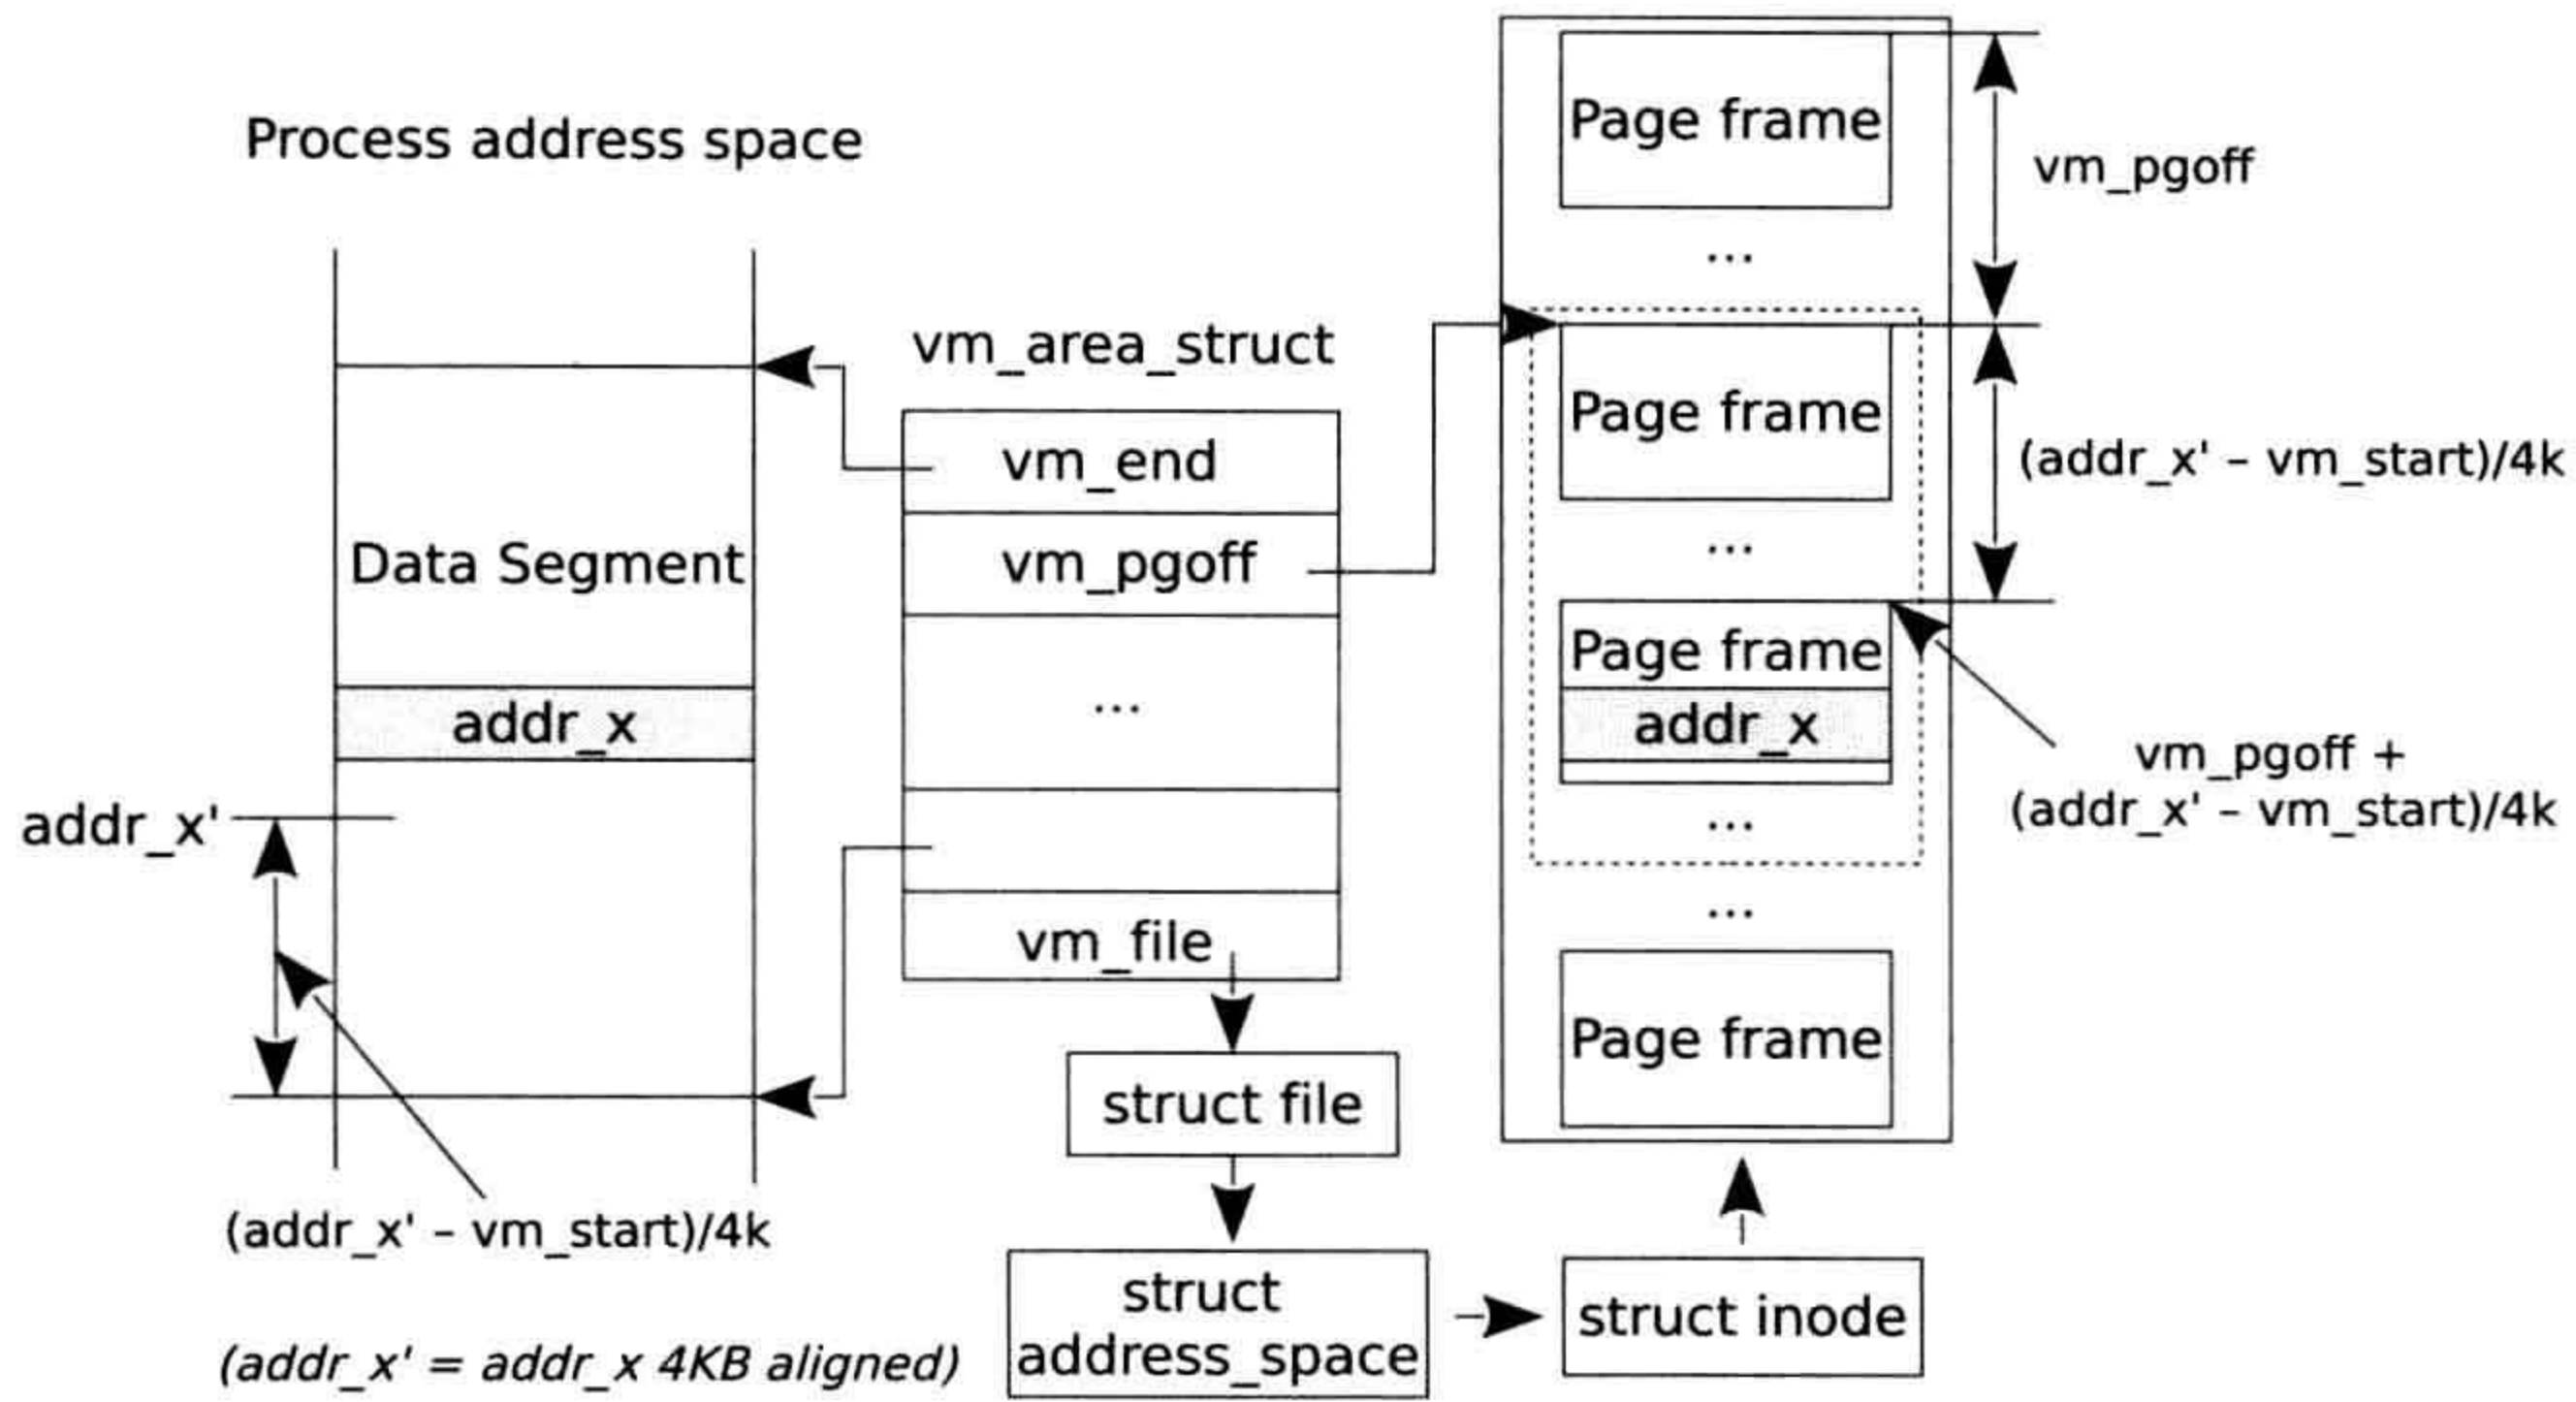 Process address space
Data Segment
addr_x
addr_x'
(addr_x' – vm_start)/4k
(addr_x' = addr_x 4KB aligned)
vm_area_struct
vm_end
vm_pgoff
...
vm_file
struct file
struct
address_space
struct inode
Page frame
...
Page frame
...
Page frame
addr_x
...
...
Page frame
vm_pgoff
(addr_x' – vm_start)/4k
vm_pgoff +
(addr_x' – vm_start)/4k